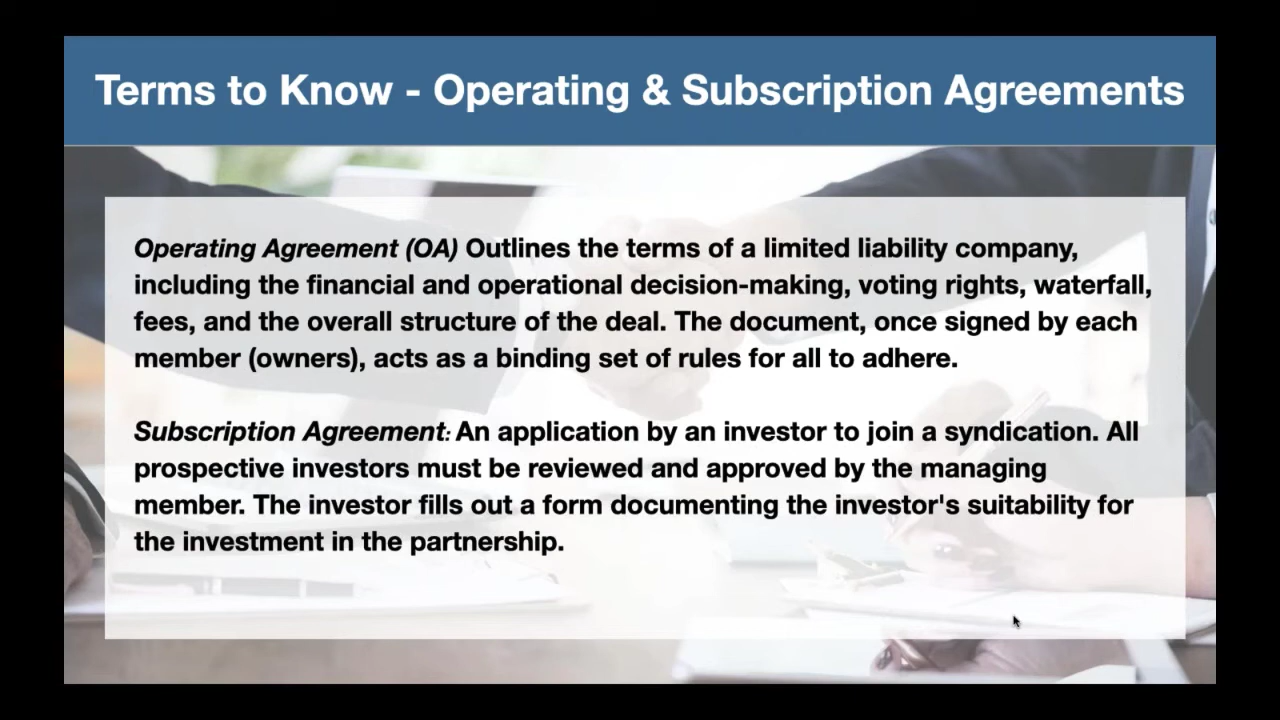 Terms to Know - Operating & Subscription Agreements
Operating Agreement (OA) Outlines the terms of a limited liability company,
including the financial and operational decision-making, voting rights, waterfall,
fees, and the overall structure of the deal. The document, once signed by each
member (owners), acts as a binding set of rules for all to adhere.
Subscription Agreement: An application by an investor to join a syndication. All
prospective investors must be reviewed and approved by the managing
member. The investor fills out a form documenting the investor's suitability for
the investment in the partnership.